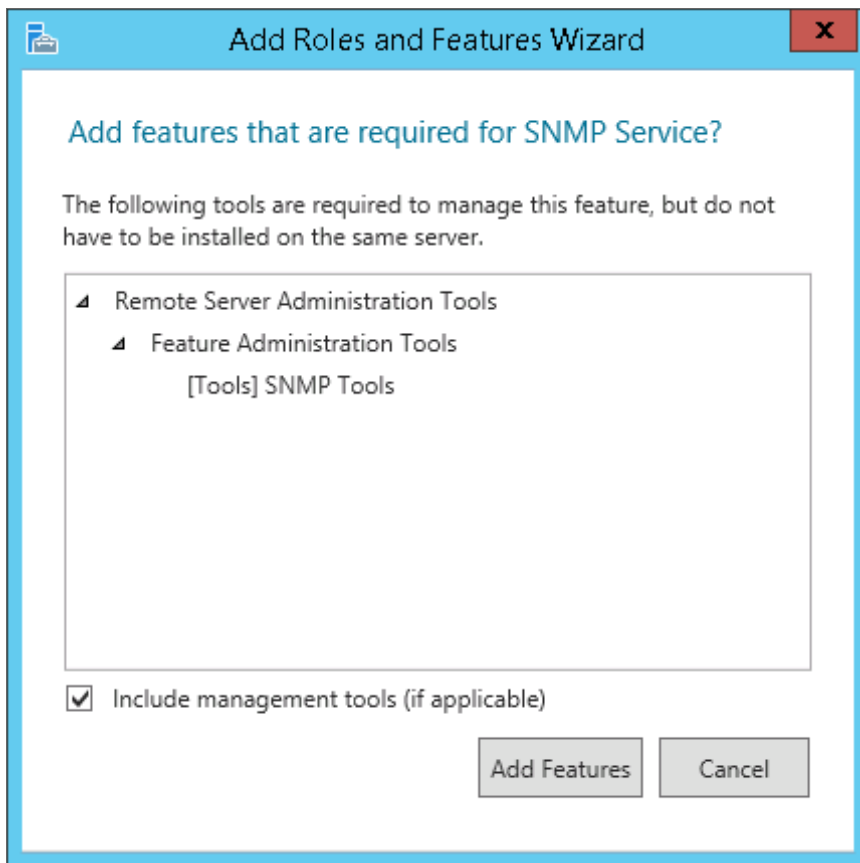 Add Roles and Features Wizard
x
Add features that are required for SNMP Service?
The following tools are required to manage this feature, but do not
have to be installed on the same server.
Remote Server Administration Tools
Feature Administration Tools
[Tools] SNMP Tools
Include management tools (if applicable)
Add Features
Cancel